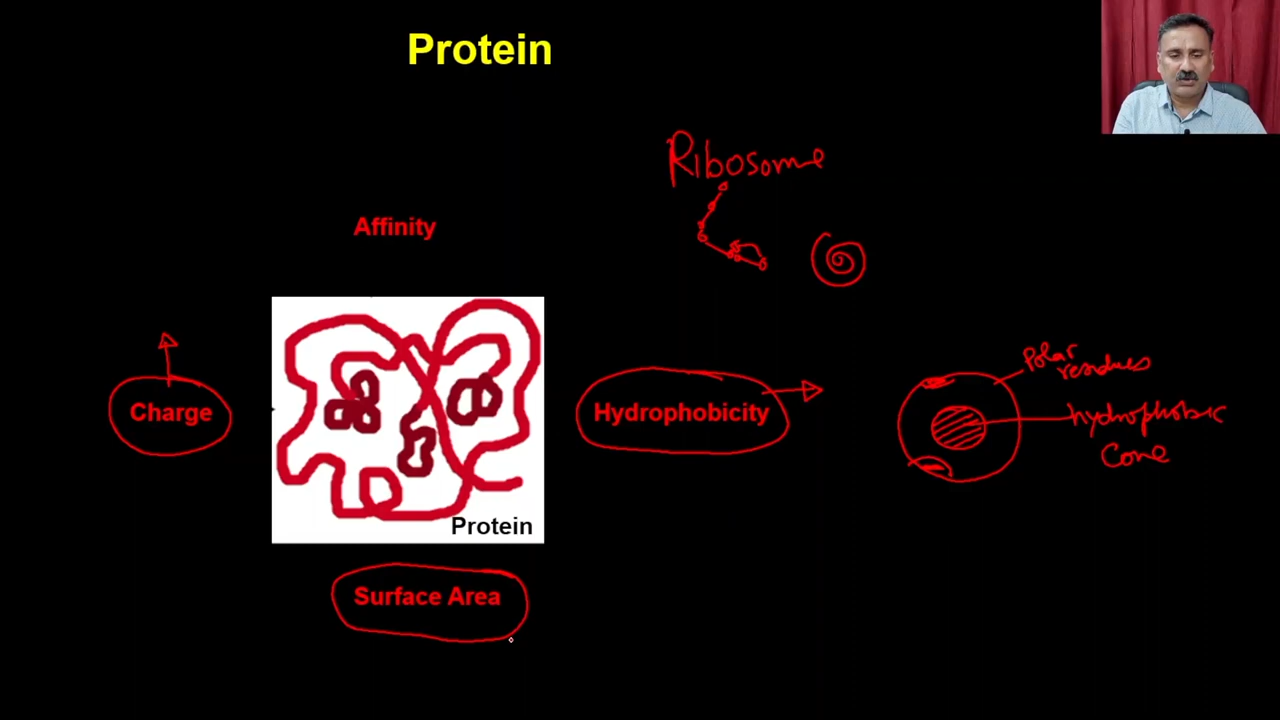 Protein
Ribosome
Affinity
Polar
residues
Charge
Hydrophobicity
hydrophobic
Core
Protein
Surface Area